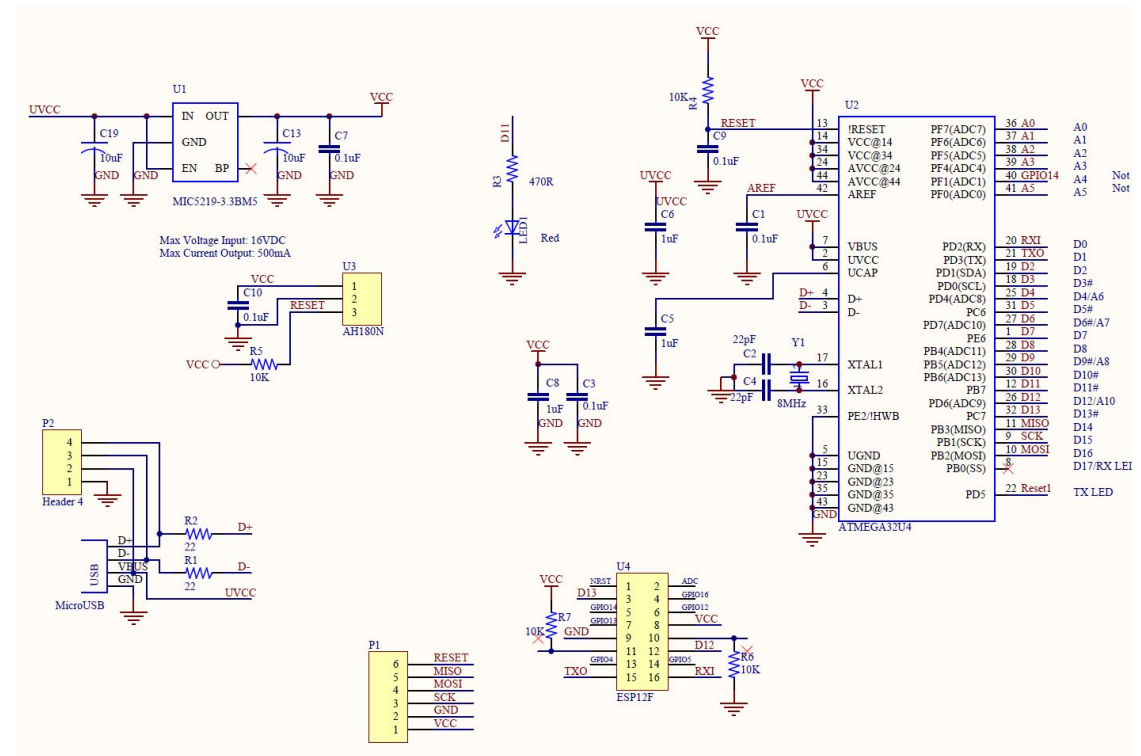 U1
UVCC
VCC
IN OUT
GND
EN BP
C19
10uF
GND
GND
C13
10uF
GND
C7
0.1uF
GND
MIC5219-3.3BM5
Max Voltage Input: 16VDC
Max Current Output: 500mA
D11
R3
470R
LED1
Red
VCC
10K
R4
RESET
C9
0.1uF
UVCC
UVCC
C6
1uF
AREF
C1
0.1uF
UVCC
VCC
C5
1uF
D+
D-
22pF
C2
C4
22pF
Y1
8MHz
GND
U2
13 !RESET
14 VCC@14
34 VCC@34
24 AVCC@24
44 AVCC@44
42 AREF
7 VBUS
2 UVCC
6 UCAP
4 D+
3 D-
17 XTAL1
16 XTAL2
33 PE2/!HWB
5 UGND
15 GND@15
23 GND@23
35 GND@35
43 GND@43
PF7(ADC7) 36 A0 A0
PF6(ADC6) 37 A1 A1
PF5(ADC5) 38 A2 A2
PF4(ADC4) 39 A3 A3
PF1(ADC1) 40 GPIO14 A4 Not
PF0(ADC0) 41 A5 A5 Not
PD2(RX) 20 RXI D0
PD3(TX) 21 TXO D1
PD1(SDA) 19 D2 D2
PD0(SCL) 18 D3 D3#
PD4(ADC8) 25 D4 D4/A6
PC6 31 D5 D5#
PD7(ADC10) 27 D6 D6#/A7
PE6 1 D7 D7
PB4(ADC11) 28 D8 D8
PB5(ADC12) 29 D9 D9#/A8
PB6(ADC13) 30 D10 D10#
PB7 12 D11 D11#
PD6(ADC9) 26 D12 D12/A10
PC7 32 D13 D13#
PB3(MISO) 11 MISO D14
PB1(SCK) 9 SCK D15
PB2(MOSI) 10 MOSI D16
PB0(SS) 8 D17/RX LED
PD5 22 Reset1 TX LED
ATMEGA32U4
U3
VCC
C10
0.1uF
RESET
1
2
3
AH180N
VCC
R5
10K
VCC
C8
1uF
GND
C3
0.1uF
GND
P2
4
3
2
1
Header 4
R2
22
D+
R1
22
D-
UVCC
USB
D+
D-
VBUS
GND
MicroUSB
P1
6 RESET
5 MISO
4 MOSI
3 SCK
2 GND
1 VCC
U4
VCC
R7
10K
NRST 1 2 ADC
D13 3 4 GPIO16
GPIO14 5 6 GPIO12
GPIO13 7 8 VCC
GND 9 10
11 12 D12
GPIO4 13 14 GPIO5
TXO 15 16 RXI
ESP12F
R6
10K